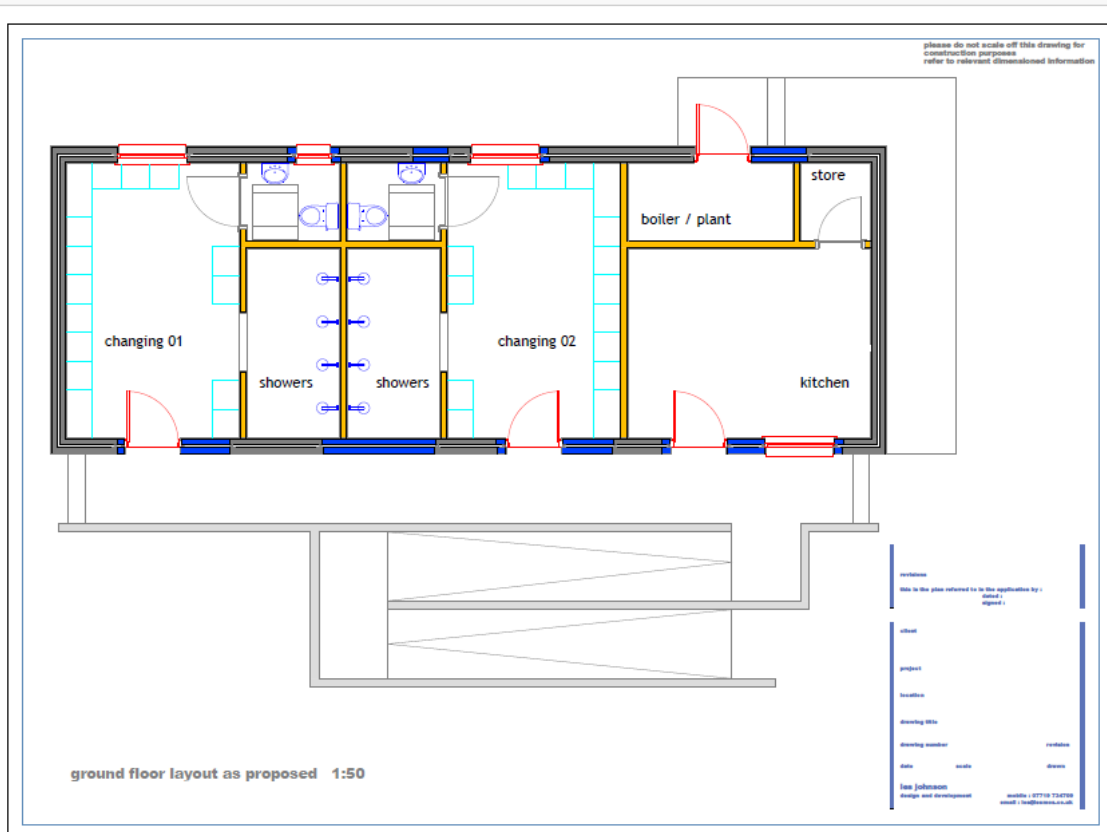 please do not scale off this drawing for
construction purposes
refer to relevant dimensioned information
store
boiler / plant
changing 01
changing 02
showers
showers
kitchen
revisions
this is the plan referred to in the application by :
dated :
signed :
client
project
location
drawing title
drawing number revision
date scale drawn
ground floor layout as proposed 1:50
lee johnson
design and development